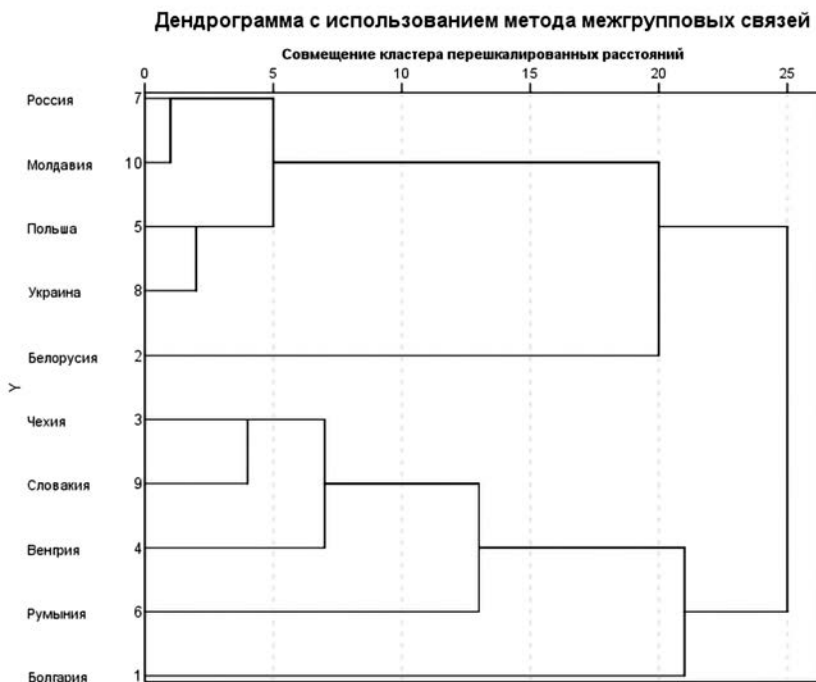 Дендрограмма с использованием метода межгрупповых связей
Совмещение кластера перешкалированных расстояний
0 5 10 15 20 25
Россия 7
Молдавия 10
Польша 5
Украина 8
Белорусия 2
Y
Чехия 3
Словакия 9
Венгрия 4
Румыния 6
Болгария 1